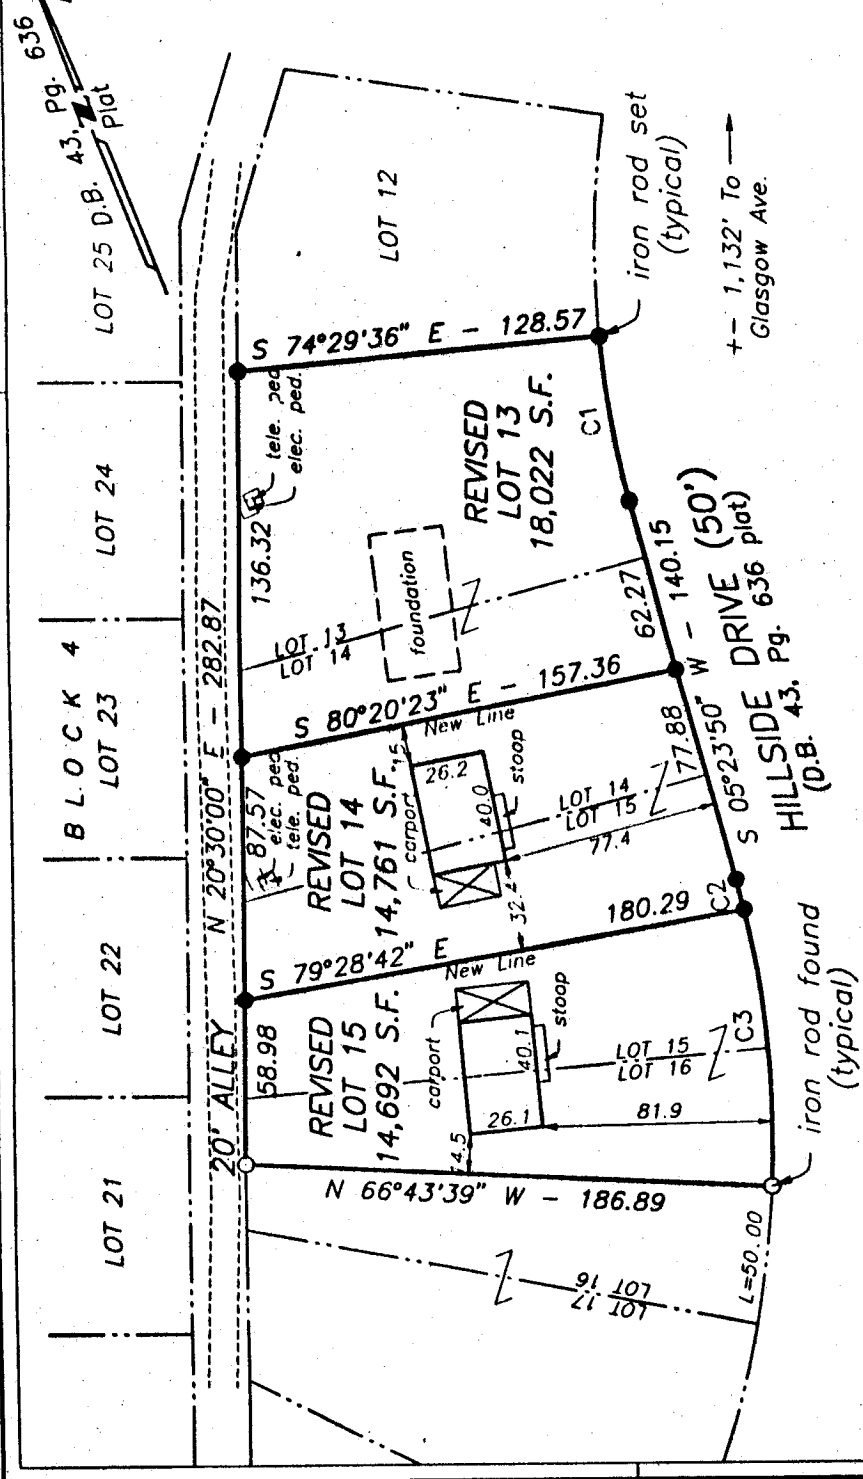 LOT 25 D.B. 43, Pg. 636
Plat
N
BLOCK 4
LOT 24
LOT 23
LOT 22
LOT 21
20' ALLEY
N 20°30'00" E - 282.87
LOT 12
S 74°29'36" E - 128.57
iron rod set
(typical)
+- 1,132' To
Glasgow Ave.
tele. ped.
elec. ped.
136.32
REVISED
LOT 13
18,022 S.F.
C1
foundation
LOT 13
LOT 14
62.27
S 05°23'50" W - 140.15
HILLSIDE DRIVE (50')
(D.B. 43, Pg. 636 plat)
S 80°20'23" E - 157.36
New Line
87.57
elec. ped.
tele. ped.
REVISED
LOT 14
14,761 S.F.
carport
26.2
40.0
stoop
LOT 14
LOT 15
77.4
77.88
32.4
C2
S 79°28'42" E
180.29
New Line
58.98
REVISED
LOT 15
14,692 S.F.
carport
26.1
40.1
stoop
LOT 15
LOT 16
81.9
C3
N 66°43'39" W - 186.89
iron rod found
(typical)
LOT 16
LOT 17
L=50.00